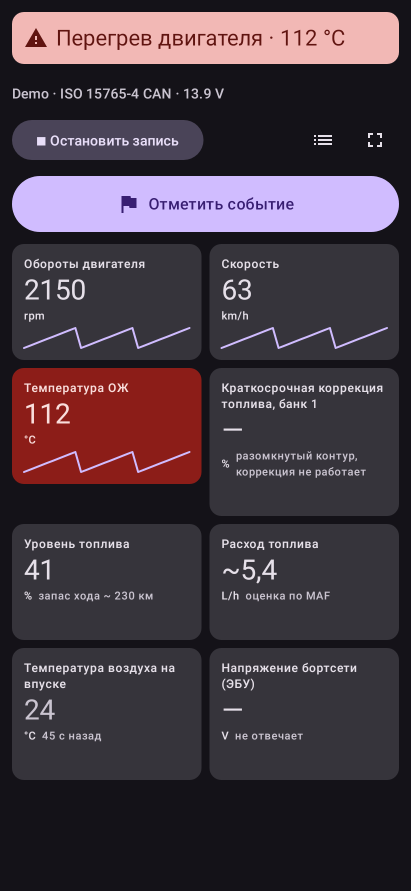 Перегрев двигателя · 112 °C
Demo · ISO 15765-4 CAN · 13.9 V
Остановить запись
Отметить событие
Обороты двигателя
2150
rpm
Скорость
63
km/h
Температура ОЖ
112
°C
Краткосрочная коррекция
топлива, банк 1
—
% разомкнутый контур,
коррекция не работает
Уровень топлива
41
% запас хода ~ 230 км
Расход топлива
~5,4
L/h оценка по MAF
Температура воздуха на
впуске
24
°C 45 с назад
Напряжение бортсети
(ЭБУ)
—
V не отвечает